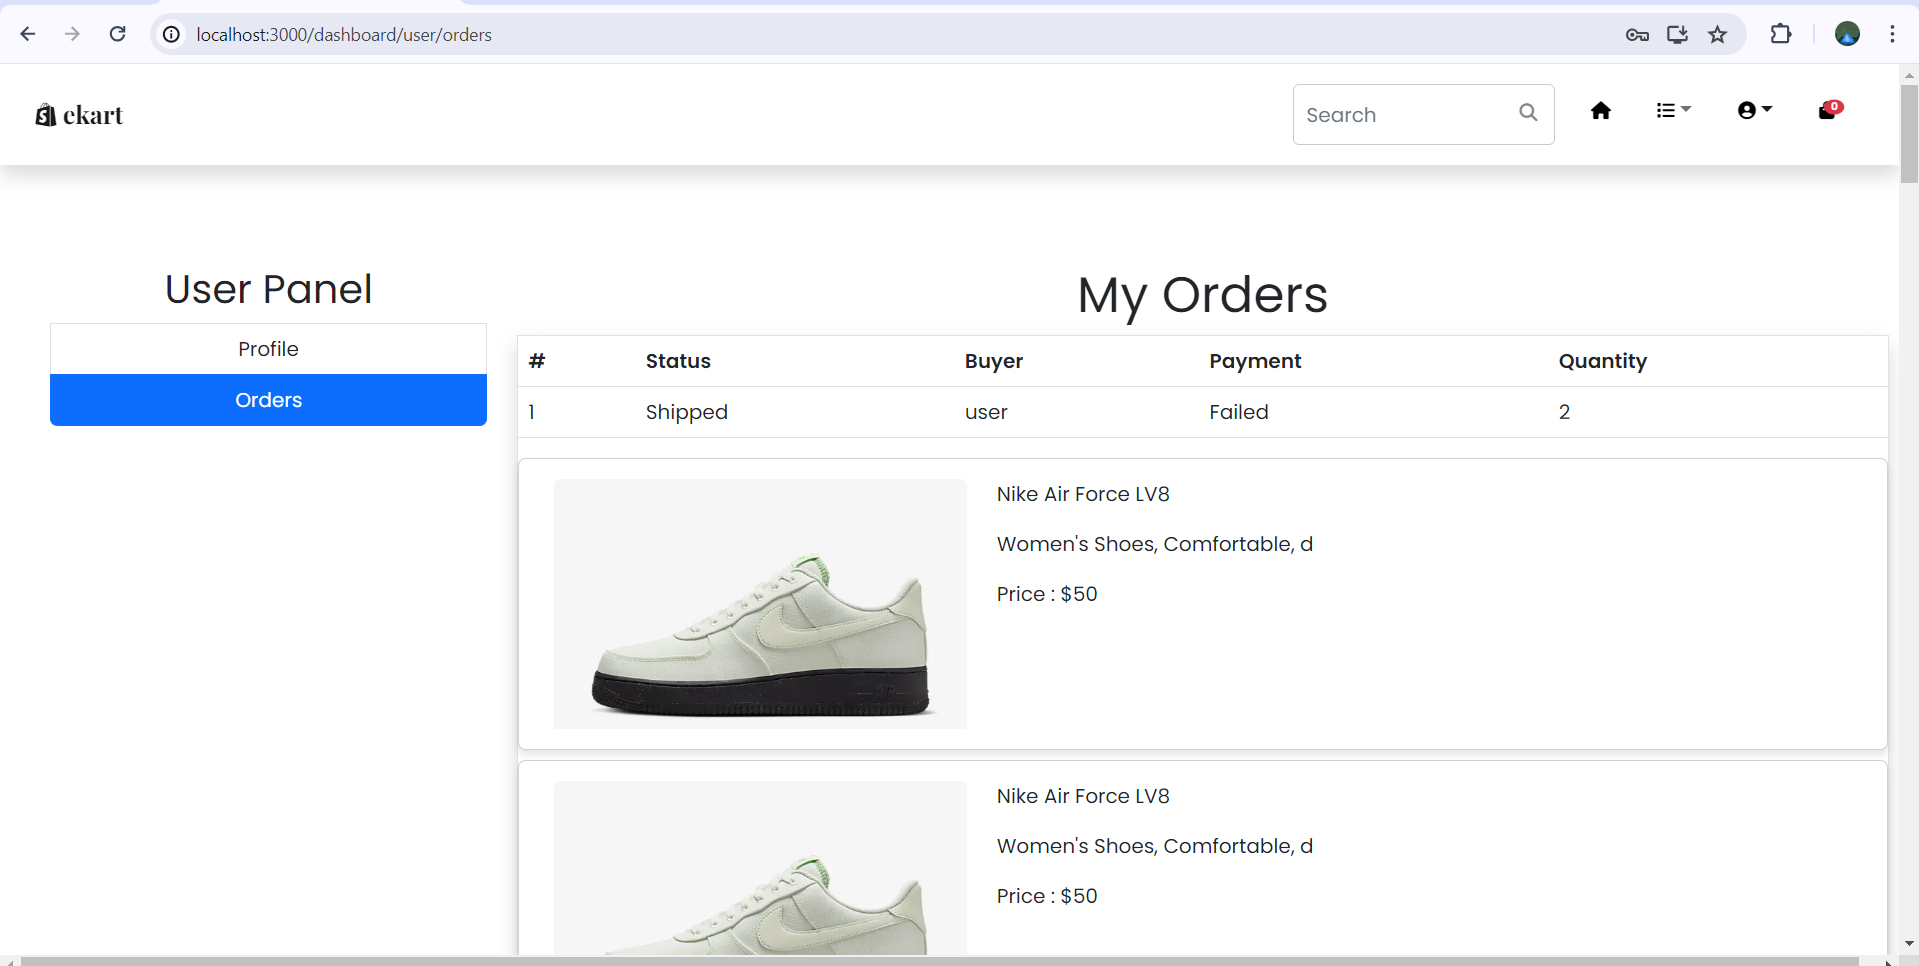 localhost:3000/dashboard/user/orders
ekart
Search
0
User Panel
Profile
Orders
My Orders
# Status Buyer Payment Quantity
1 Shipped user Failed 2
Nike Air Force LV8
Women's Shoes, Comfortable, d
Price : $50
Nike Air Force LV8
Women's Shoes, Comfortable, d
Price : $50